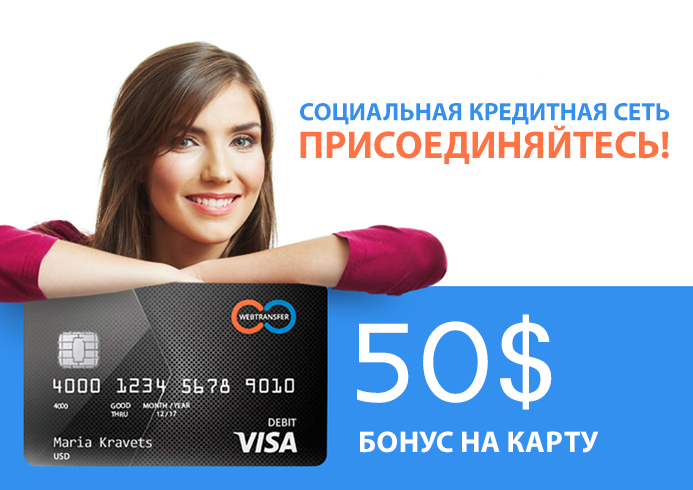 СОЦИАЛЬНАЯ КРЕДИТНАЯ СЕТЬ
ПРИСОЕДИНЯЙТЕСЬ!
WEBTRANSFER
4000 1234 5678 9010
4000 GOOD THRU MONTH/YEAR 12/17
DEBIT
VISA
Maria Kravets
USD
50$
БОНУС НА КАРТУ